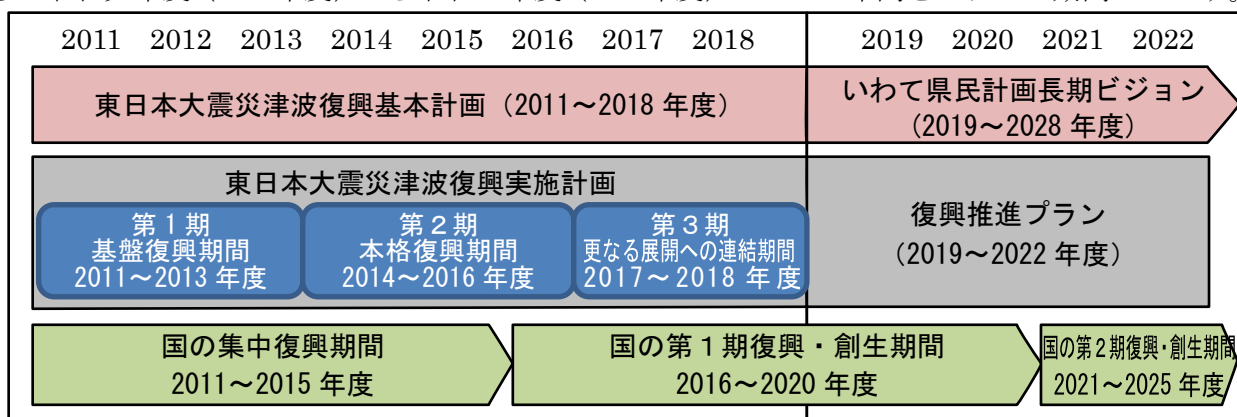 2011 2012 2013 2014 2015 2016 2017 2018 2019 2020 2021 2022
東日本大震災津波復興基本計画（2011～2018 年度）
いわて県民計画長期ビジョン
（2019～2028 年度）
東日本大震災津波復興実施計画
第１期
基盤復興期間
2011～2013 年度
第２期
本格復興期間
2014～2016 年度
第３期
更なる展開への連結期間
2017～2018 年度
復興推進プラン
（2019～2022 年度）
国の集中復興期間
2011～2015 年度
国の第１期復興・創生期間
2016～2020 年度
国の第２期復興・創生期間
2021～2025 年度